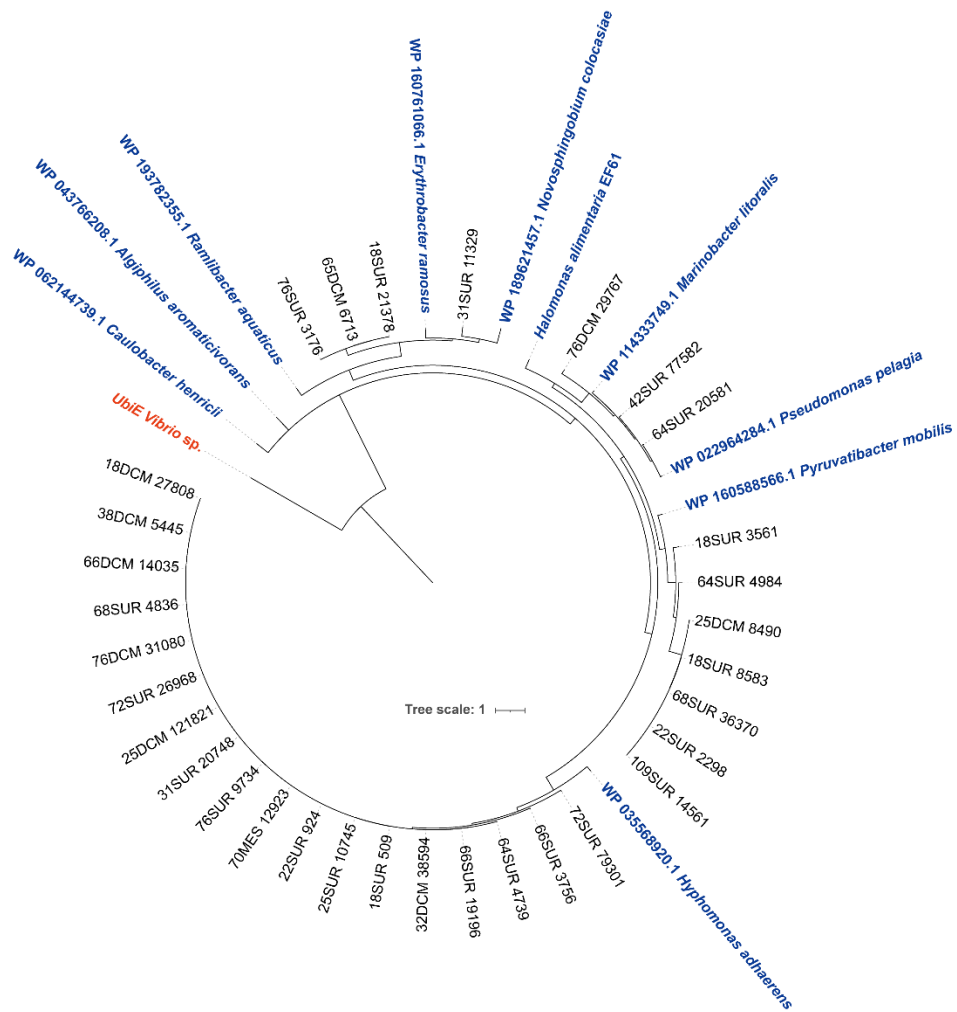 WP 062144739.1 Caulobacter henricii
WP 043766208.1 Algiphilus aromaticivorans
WP 193782355.1 Ramlibacter aquaticus
76SUR 3176
65DCM 6713
18SUR 21378
WP 160761066.1 Erythrobacter ramosus
31SUR 11329
WP 189621457.1 Novosphingobium colocasiae
Halomonas alimentaria EF61
76DCM 29767
WP 114333749.1 Marinobacter litoralis
42SUR 77582
64SUR 20581
WP 022964284.1 Pseudomonas pelagia
WP 160588566.1 Pyruvatibacter mobilis
18SUR 3561
64SUR 4984
25DCM 8490
18SUR 8583
68SUR 36370
22SUR 2298
109SUR 14561
WP 035568920.1 Hyphomonas adhaerens
72SUR 79301
66SUR 3756
64SUR 4739
66SUR 19196
32DCM 38594
18SUR 509
25SUR 10745
22SUR 924
70MES 12923
76SUR 9734
31SUR 20748
25DCM 121821
72SUR 26968
76DCM 31080
68SUR 4836
66DCM 14035
38DCM 5445
18DCM 27808
UbiE Vibrio sp.
Tree scale: 1